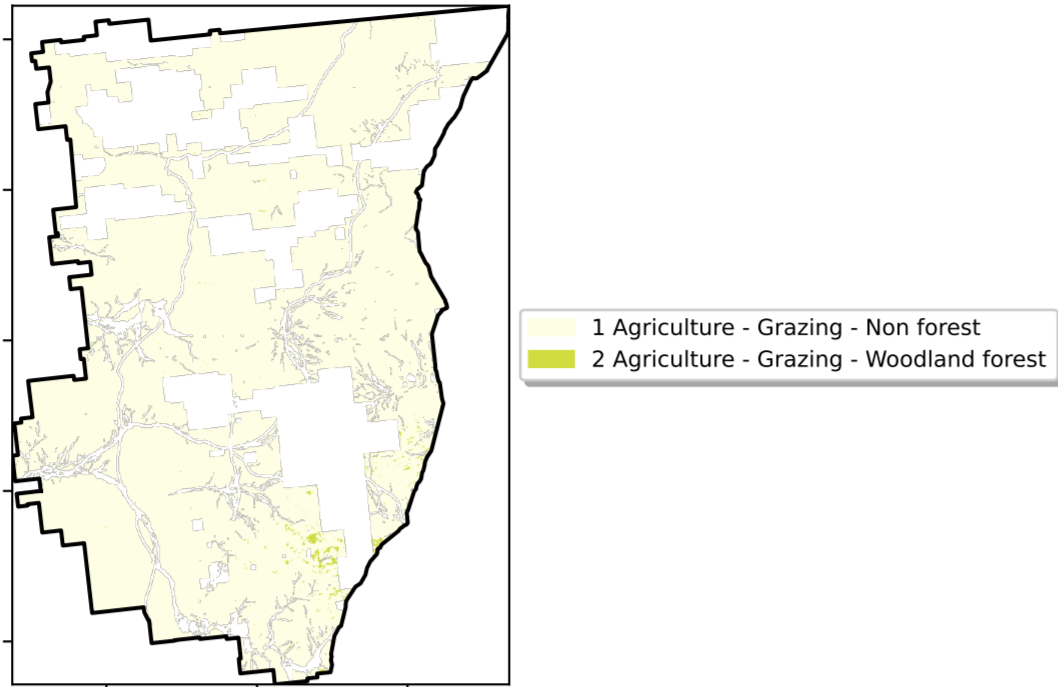 1 Agriculture - Grazing - Non forest
2 Agriculture - Grazing - Woodland forest